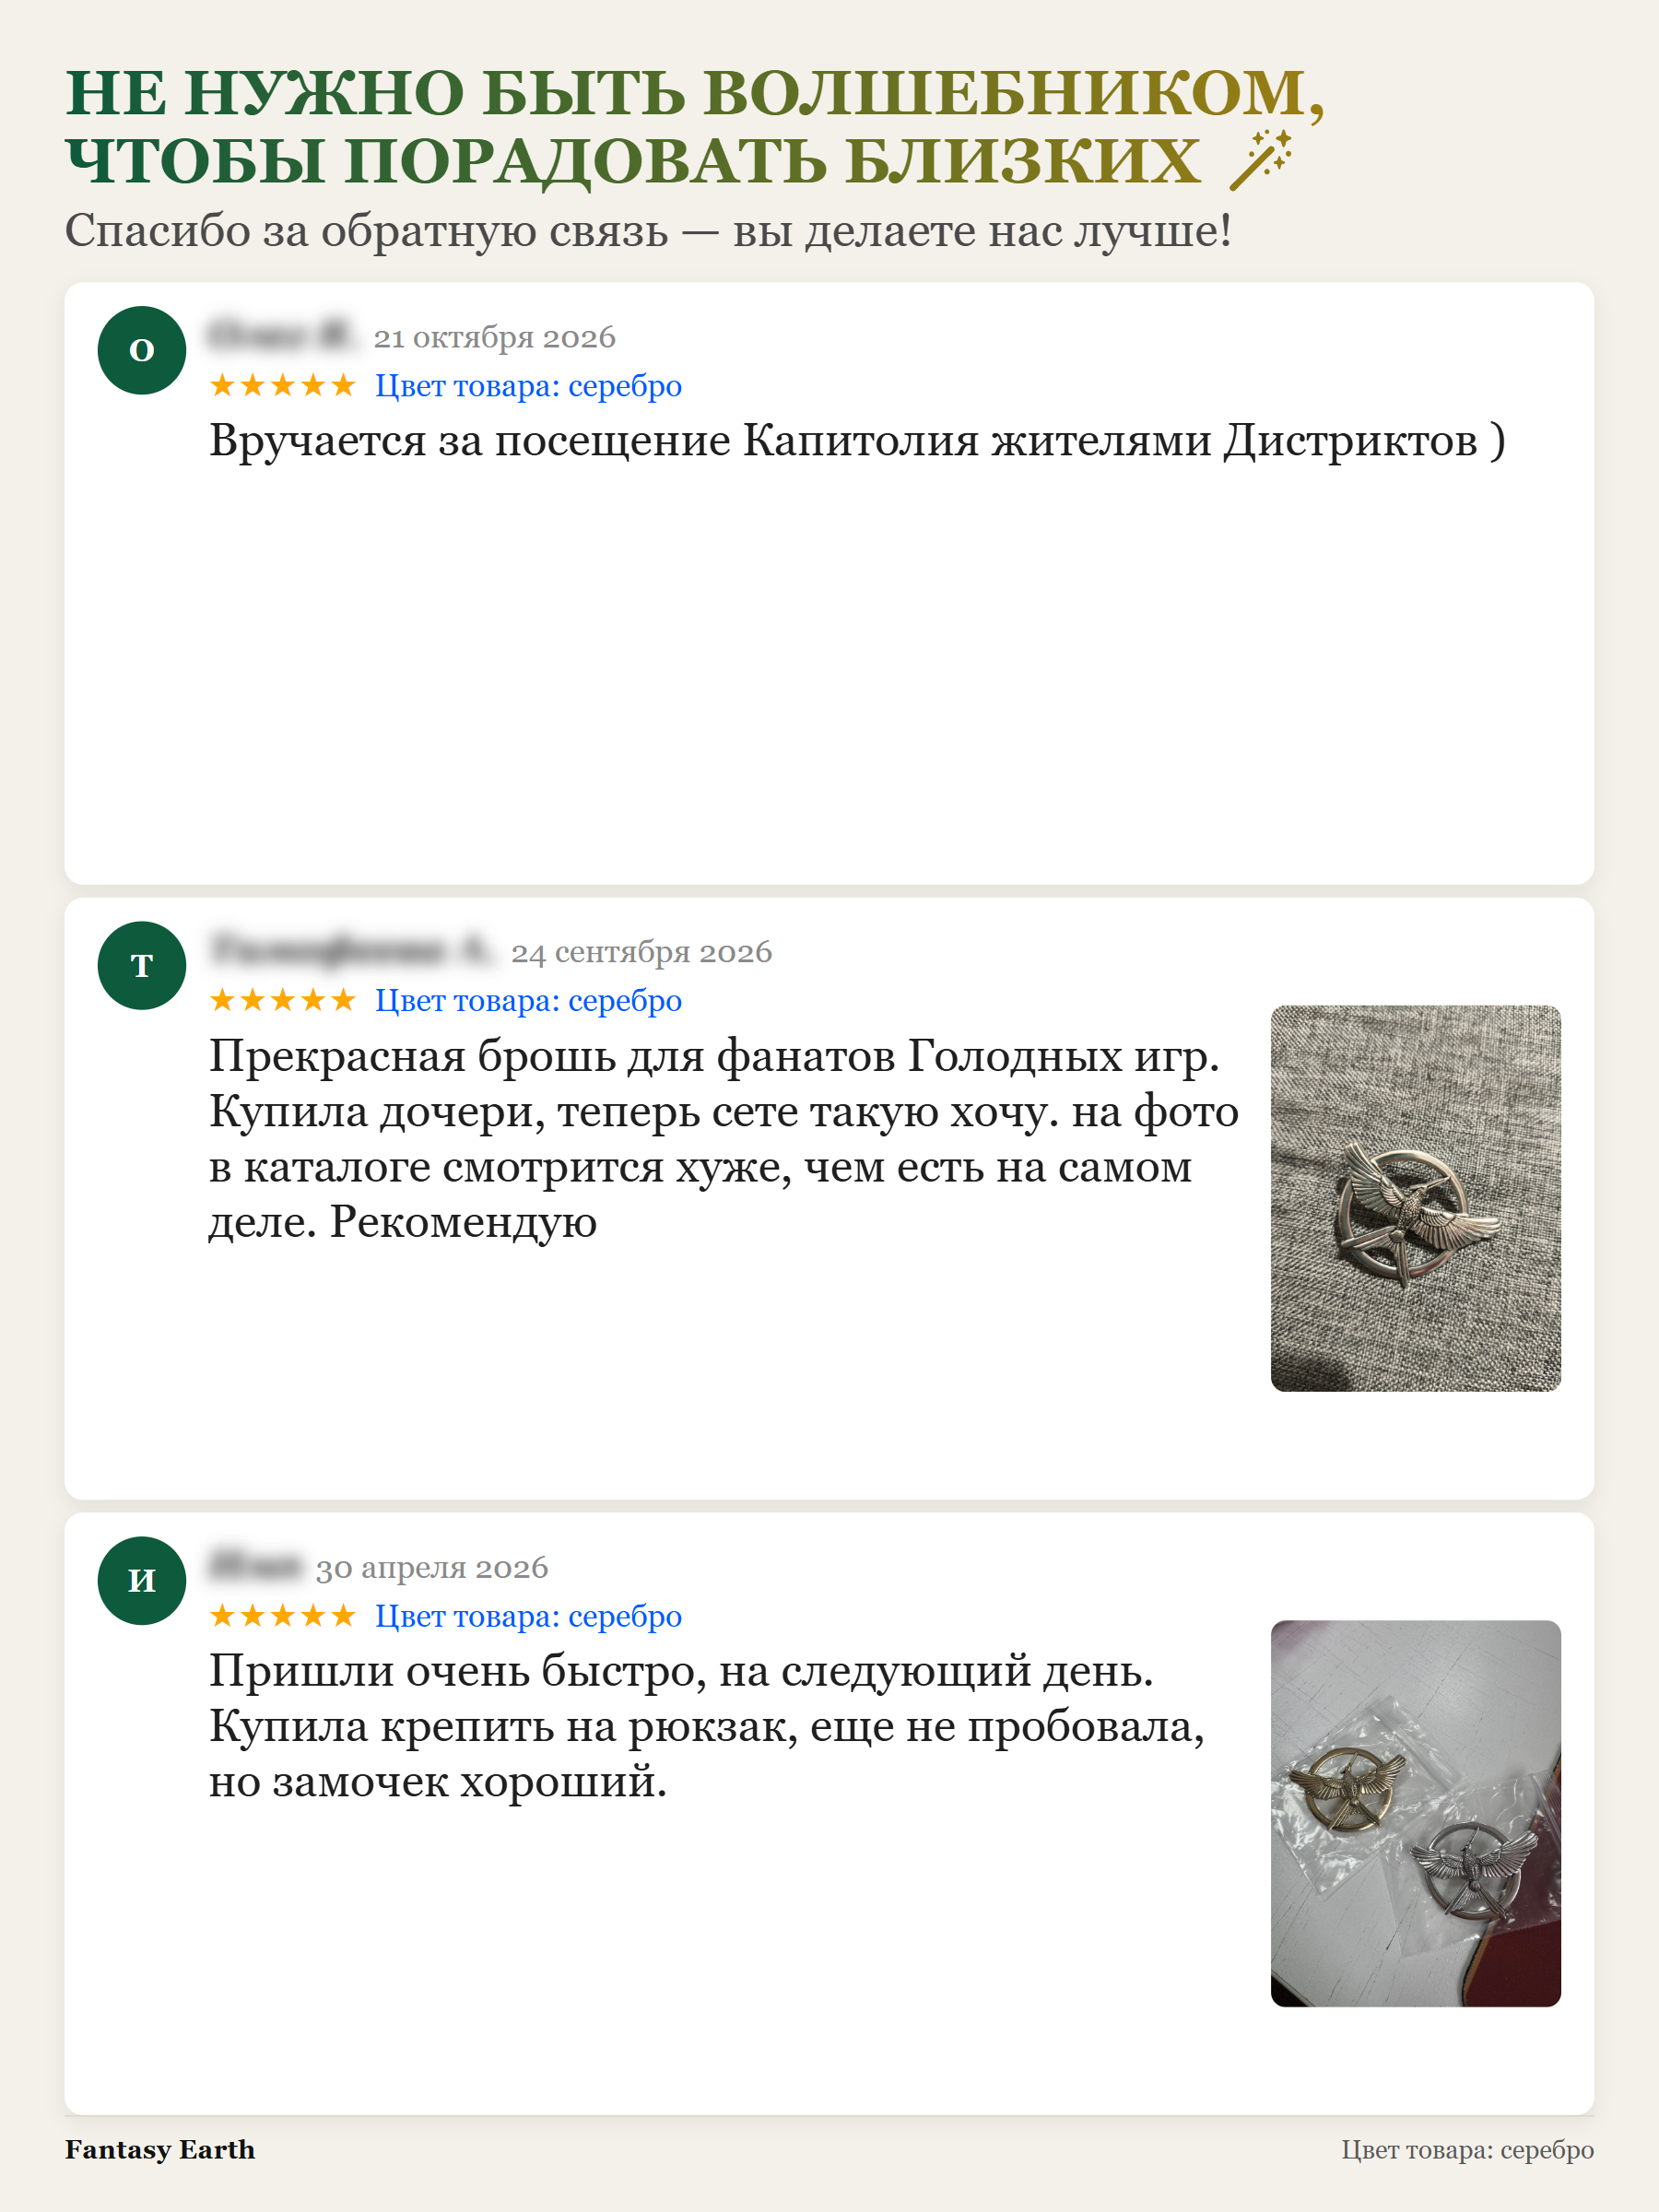 НЕ НУЖНО БЫТЬ ВОЛШЕБНИКОМ,
ЧТОБЫ ПОРАДОВАТЬ БЛИЗКИХ
Спасибо за обратную связь — вы делаете нас лучше!
О
21 октября 2026
★★★★★ Цвет товара: серебро
Вручается за посещение Капитолия жителями Дистриктов )
Т
24 сентября 2026
★★★★★ Цвет товара: серебро
Прекрасная брошь для фанатов Голодных игр.
Купила дочери, теперь сете такую хочу. на фото
в каталоге смотрится хуже, чем есть на самом
деле. Рекомендую
И
30 апреля 2026
★★★★★ Цвет товара: серебро
Пришли очень быстро, на следующий день.
Купила крепить на рюкзак, еще не пробовала,
но замочек хороший.
Fantasy Earth
Цвет товара: серебро